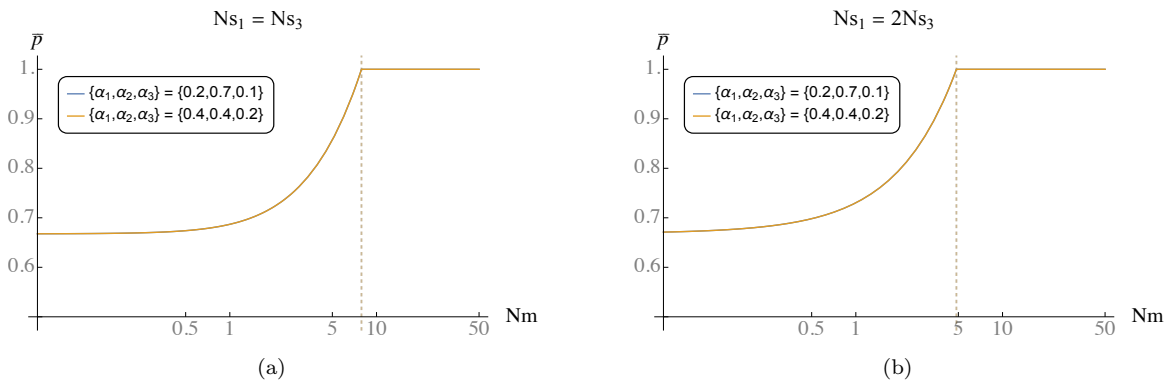 Ns₁ = Ns₃
p̅
1.
0.9
0.8
0.7
0.6
{α₁,α₂,α₃} = {0.2,0.7,0.1}
{α₁,α₂,α₃} = {0.4,0.4,0.2}
0.5 1 5 10 50
Nm
(a)
Ns₁ = 2Ns₃
p̅
1.
0.9
0.8
0.7
0.6
{α₁,α₂,α₃} = {0.2,0.7,0.1}
{α₁,α₂,α₃} = {0.4,0.4,0.2}
0.5 1 5 10 50
Nm
(b)